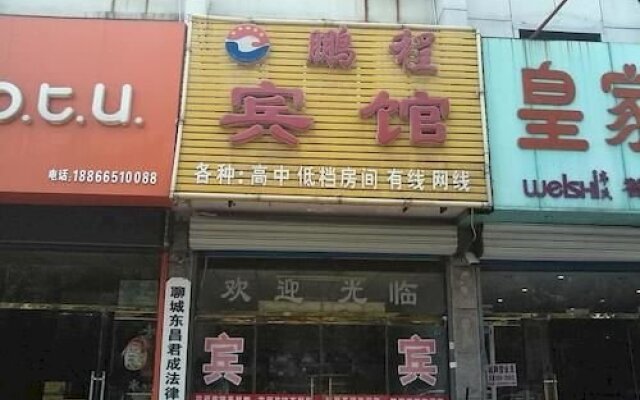 o.t.u.
电话:18866510088
鹏程
宾馆
各种:高中低档房间有线网线
皇家
welshi
欢迎光临
宾 宾
聊城东昌君成法律